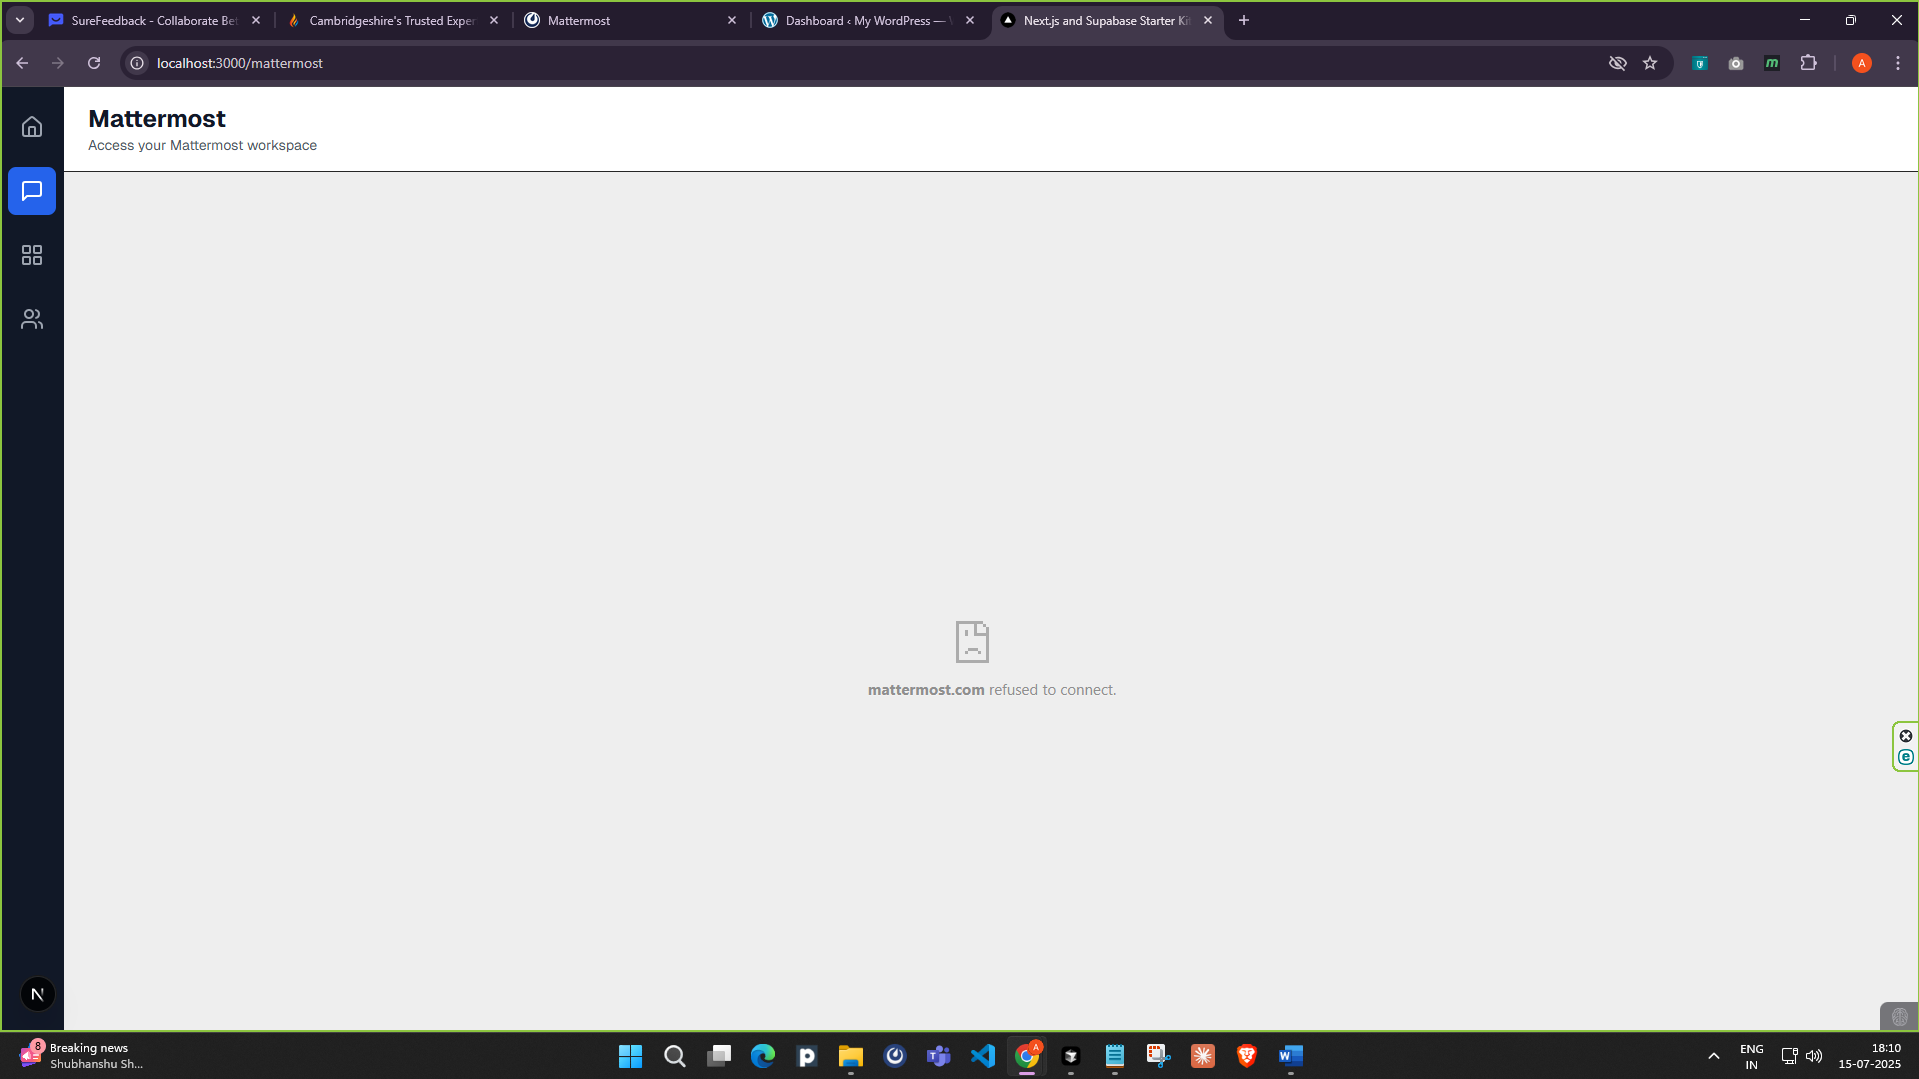 SureFeedback - Collaborate Bet
Cambridgeshire's Trusted Exper
Mattermost
Dashboard ‹ My WordPress —
Next.js and Supabase Starter Kit
localhost:3000/mattermost
A
Mattermost
Access your Mattermost workspace
mattermost.com refused to connect.
N
8
Breaking news
Shubhanshu Sh...
ENG
IN
18:10
15-07-2025